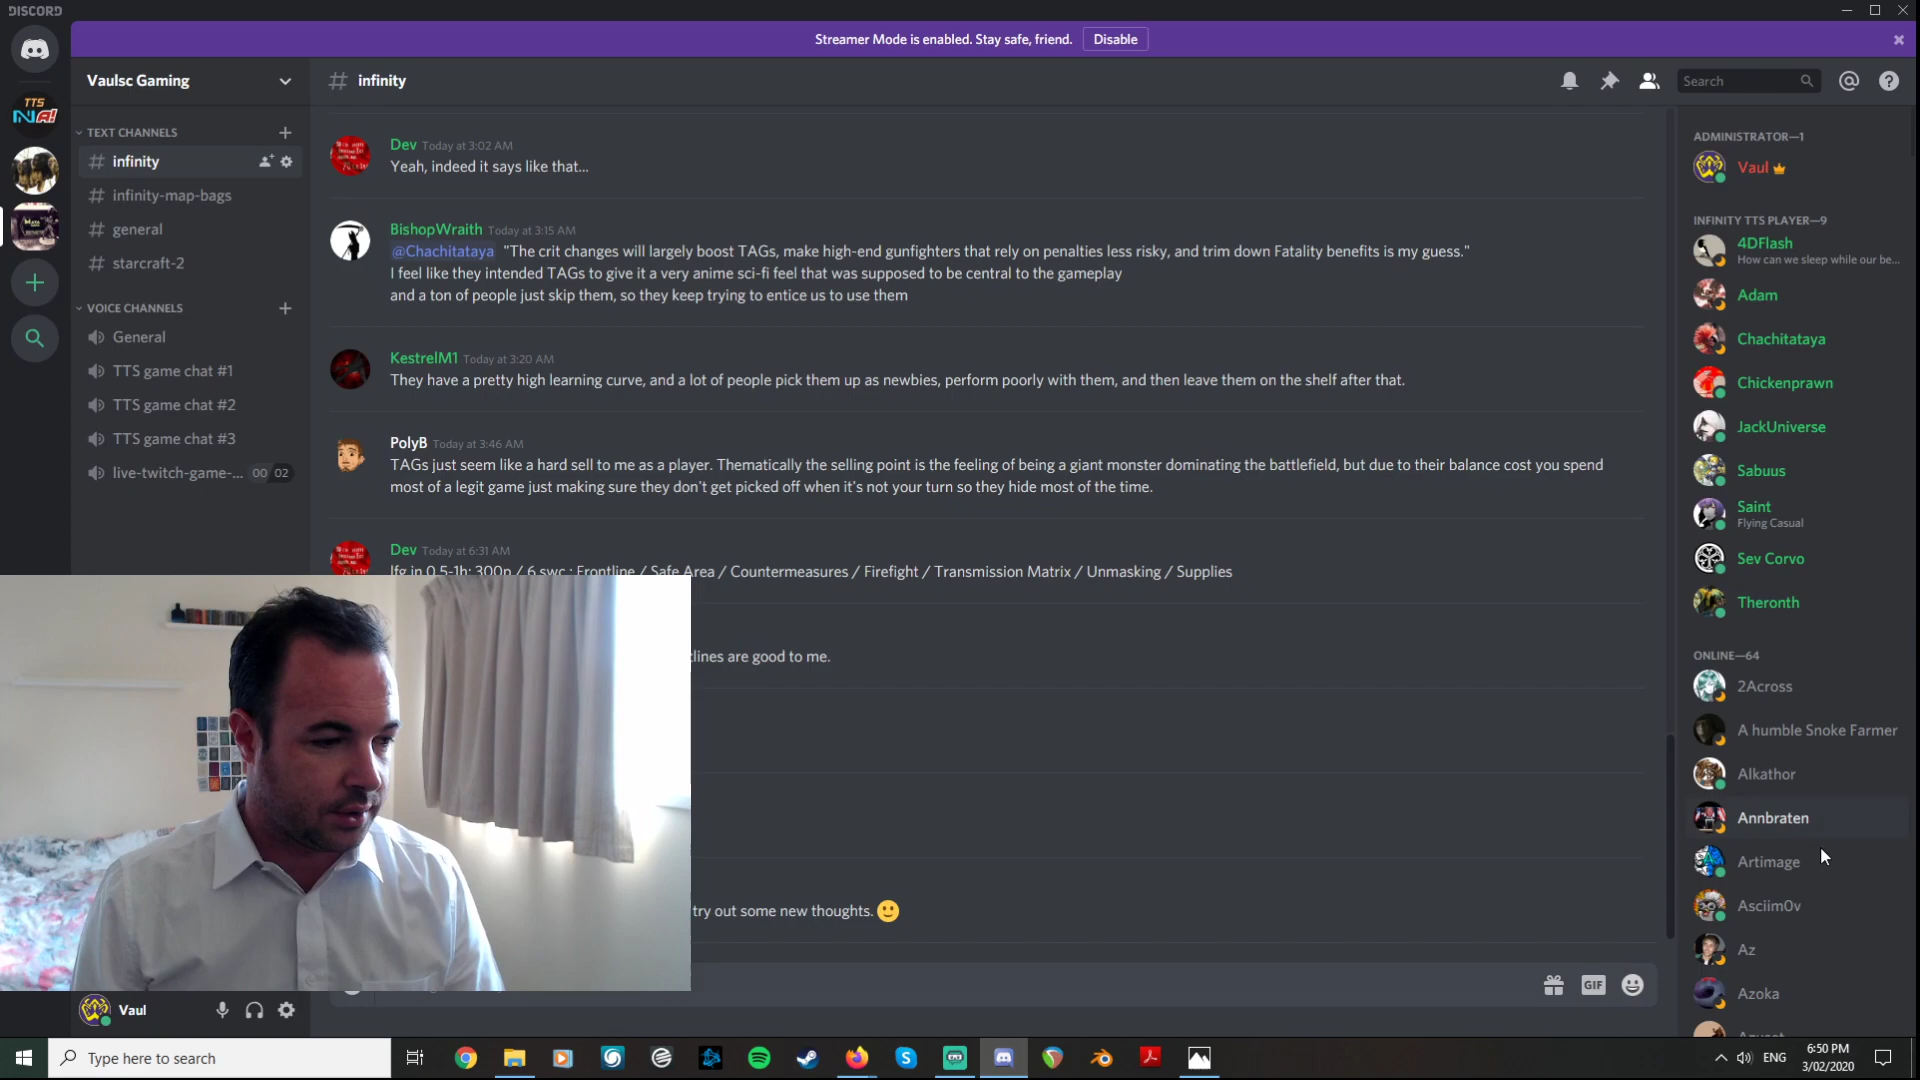 DISCORD
Streamer Mode is enabled. Stay safe, friend. Disable
Vaulsc Gaming
infinity
Search
TTS
NA!
TEXT CHANNELS
infinity
infinity-map-bags
general
starcraft-2
VOICE CHANNELS
General
TTS game chat #1
TTS game chat #2
TTS game chat #3
live-twitch-game-... 00 02
Dev Today at 3:02 AM
Yeah, indeed it says like that...
BishopWraith Today at 3:15 AM
@Chachitataya "The crit changes will largely boost TAGs, make high-end gunfighters that rely on penalties less risky, and trim down Fatality benefits is my guess."
I feel like they intended TAGs to give it a very anime sci-fi feel that was supposed to be central to the gameplay
and a ton of people just skip them, so they keep trying to entice us to use them
KestrelM1 Today at 3:20 AM
They have a pretty high learning curve, and a lot of people pick them up as newbies, perform poorly with them, and then leave them on the shelf after that.
PolyB Today at 3:46 AM
TAGs just seem like a hard sell to me as a player. Thematically the selling point is the feeling of being a giant monster dominating the battlefield, but due to their balance cost you spend
most of a legit game just making sure they don't get picked off when it's not your turn so they hide most of the time.
Dev Today at 6:31 AM
lfg in 0.5-1h: 300p / 6 swc : Frontline / Safe Area / Countermeasures / Firefight / Transmission Matrix / Unmasking / Supplies
are good to me.
try out some new thoughts.
GIF
Vaul
ADMINISTRATOR—1
Vaul
INFINITY TTS PLAYER—9
4DFlash
How can we sleep while our be...
Adam
Chachitataya
Chickenprawn
JackUniverse
Sabuus
Saint
Flying Casual
Sev Corvo
Theronth
ONLINE—64
2Across
A humble Snoke Farmer
Alkathor
Annbraten
Artimage
Asciim0v
Az
Azoka
Type here to search
ENG
6:50 PM
3/02/2020